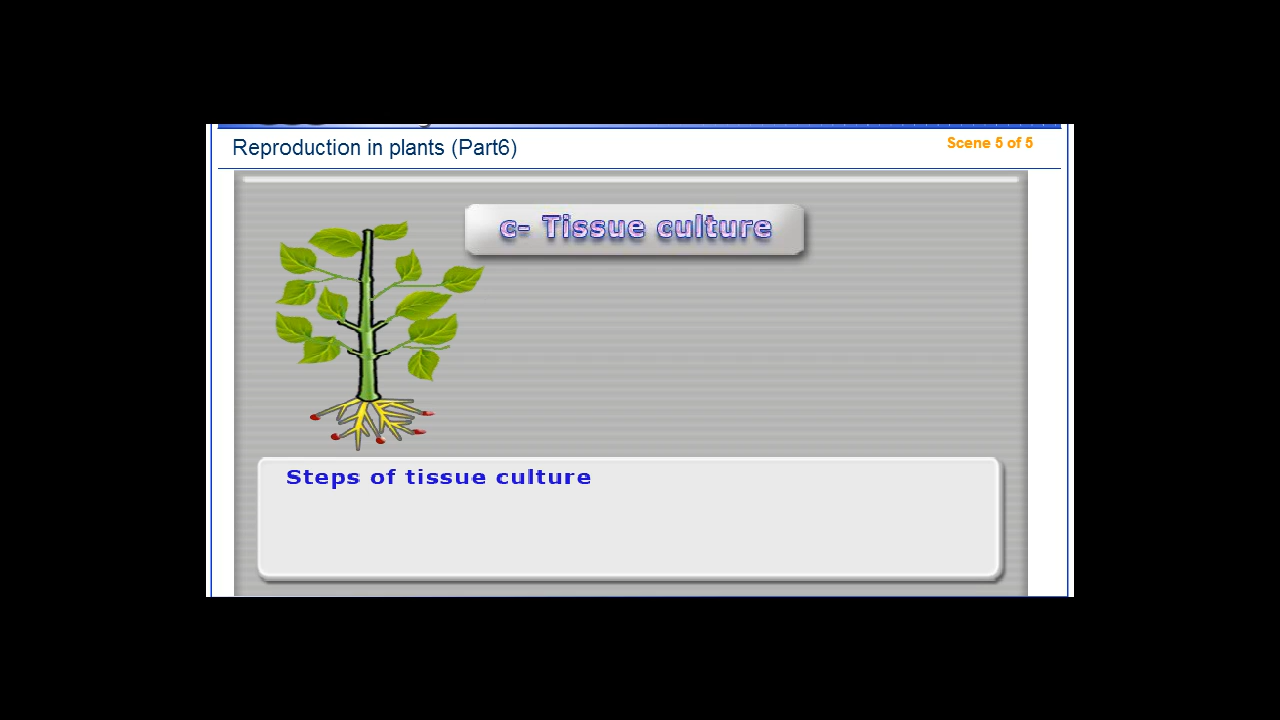 Reproduction in plants (Part6)
Scene 5 of 5
c- Tissue culture
Steps of tissue culture